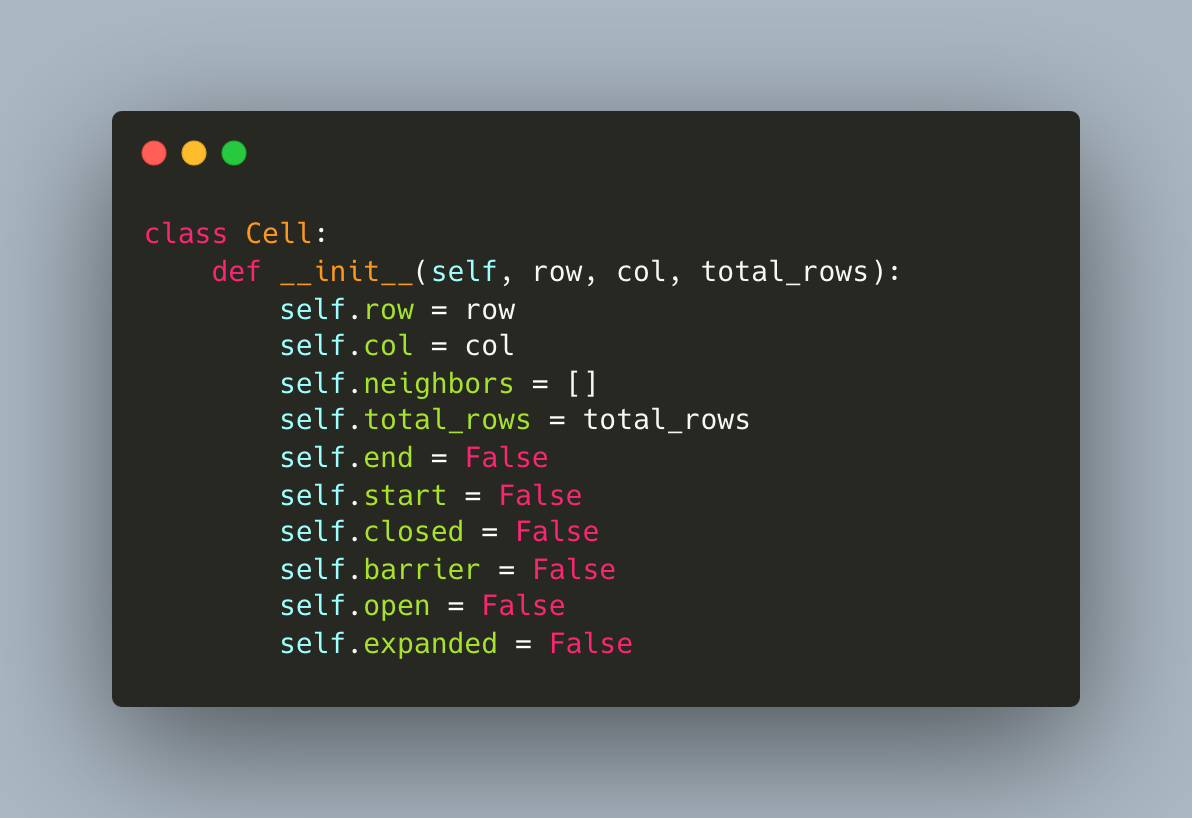 class Cell:
    def __init__(self, row, col, total_rows):
        self.row = row
        self.col = col
        self.neighbors = []
        self.total_rows = total_rows
        self.end = False
        self.start = False
        self.closed = False
        self.barrier = False
        self.open = False
        self.expanded = False